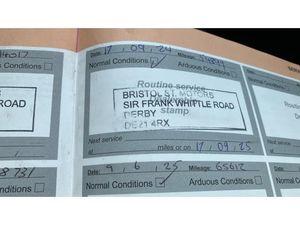 Date: 17, 09, 24 Mileage:
Normal Conditions Arduous Conditions
Routine service
BRISTOL ST. MOTORS
SIR FRANK WHITTLE ROAD
DERBY
DE21 4RX
stamp
Next service
at miles or on 17, 09, 25
ROAD
Date: 9, 6, 25 Mileage: 65612
Normal Conditions ✓ Arduous Conditions
8731